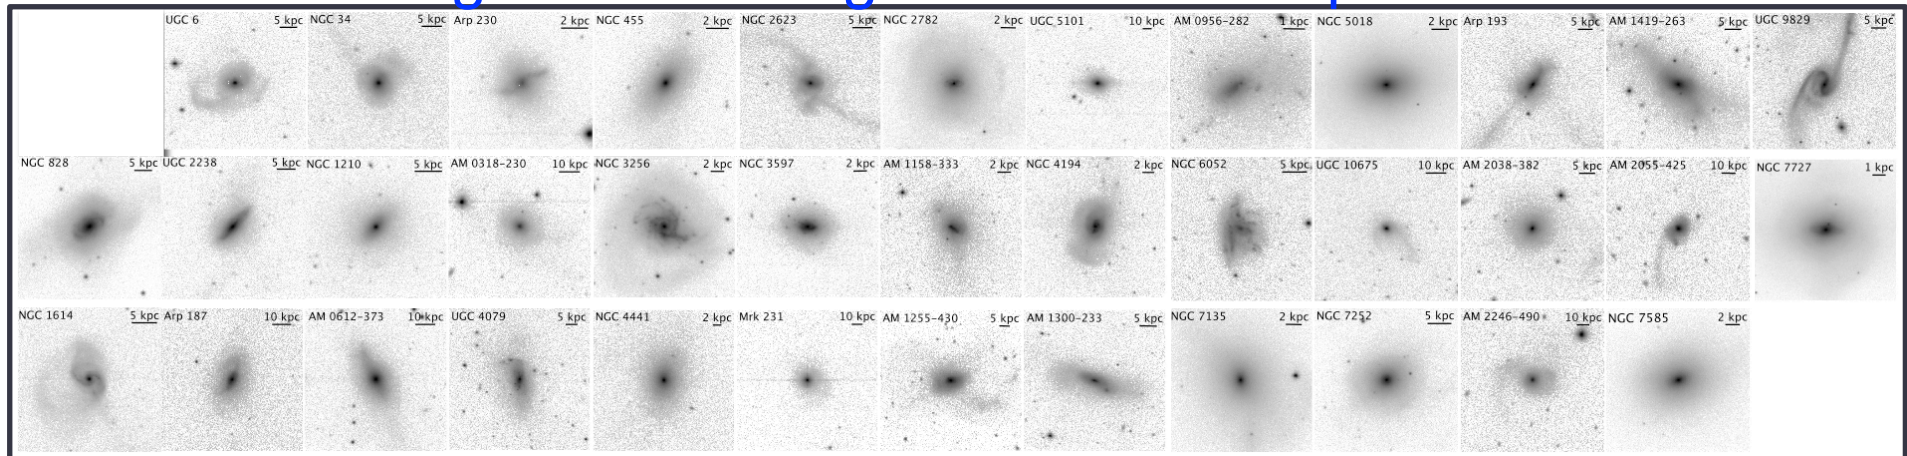 UGC 6 5 kpc NGC 34 5 kpc Arp 230 2 kpc NGC 455 2 kpc NGC 2623 5 kpc NGC 2782 2 kpc UGC 5101 10 kpc AM 0956-282 1 kpc NGC 5018 2 kpc Arp 193 5 kpc AM 1419-263 5 kpc UGC 9829 5 kpc
NGC 828 5 kpc UGC 2238 5 kpc NGC 1210 5 kpc AM 0318-230 10 kpc NGC 3256 2 kpc NGC 3597 2 kpc AM 1158-333 2 kpc NGC 4194 2 kpc NGC 6052 5 kpc UGC 10675 10 kpc AM 2038-382 5 kpc AM 2055-425 10 kpc NGC 7727 1 kpc
NGC 1614 5 kpc Arp 187 10 kpc AM 0612-373 10 kpc UGC 4079 5 kpc NGC 4441 2 kpc Mrk 231 10 kpc AM 1255-430 5 kpc AM 1300-233 5 kpc NGC 7135 2 kpc NGC 7252 5 kpc AM 2246-490 10 kpc NGC 7585 2 kpc